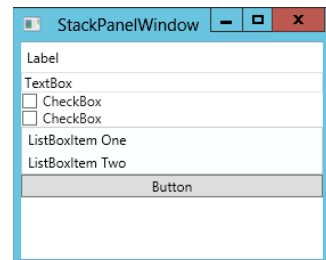 StackPanelWindow
Label
TextBox
CheckBox
CheckBox
ListBoxItem One
ListBoxItem Two
Button